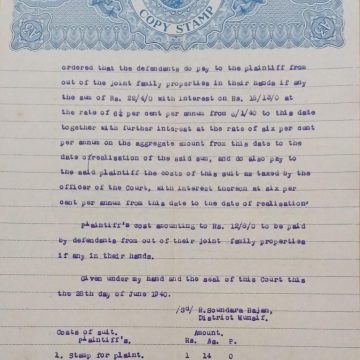 COPY STAMP
ordered that the defendants do pay to the plaintiff from
out of the joint family properties in their hands if any
the sum of Rs. 22/4/0 with interest on Rs. 18/15/0 at
the rate of 6¼ per cent per annum from 5/1/40 to this date
together with further interest at the rate of six per cent
per annum on the aggregate amount from this date to the
date ofrealisation of the said sum, and do also pay to
the said plaintiff the costs of this suit as taxed by the
officer of the Court, with interest thereon at six per
cent per annum from this date to the date of realisation
Plaintiff's cost amounting to Rs. 12/0/0 to be paid
by defendants from out of their joint family properties
if any in their hands.
Given under my hand and the seal of this Court this
the 28th day of June 1940.
/Sd/ H.Soundara Rajan,
District Munsif.
Costs of suit. Amount.
Plaintiff's. Rs. As. P.
1. Stamp for plaint. 1 14 0